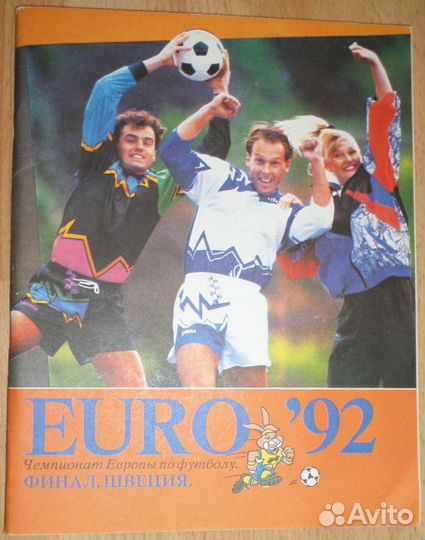 EURO '92
Чемпионат Европы по футболу.
ФИНАЛ. ШВЕЦИЯ.
Avito